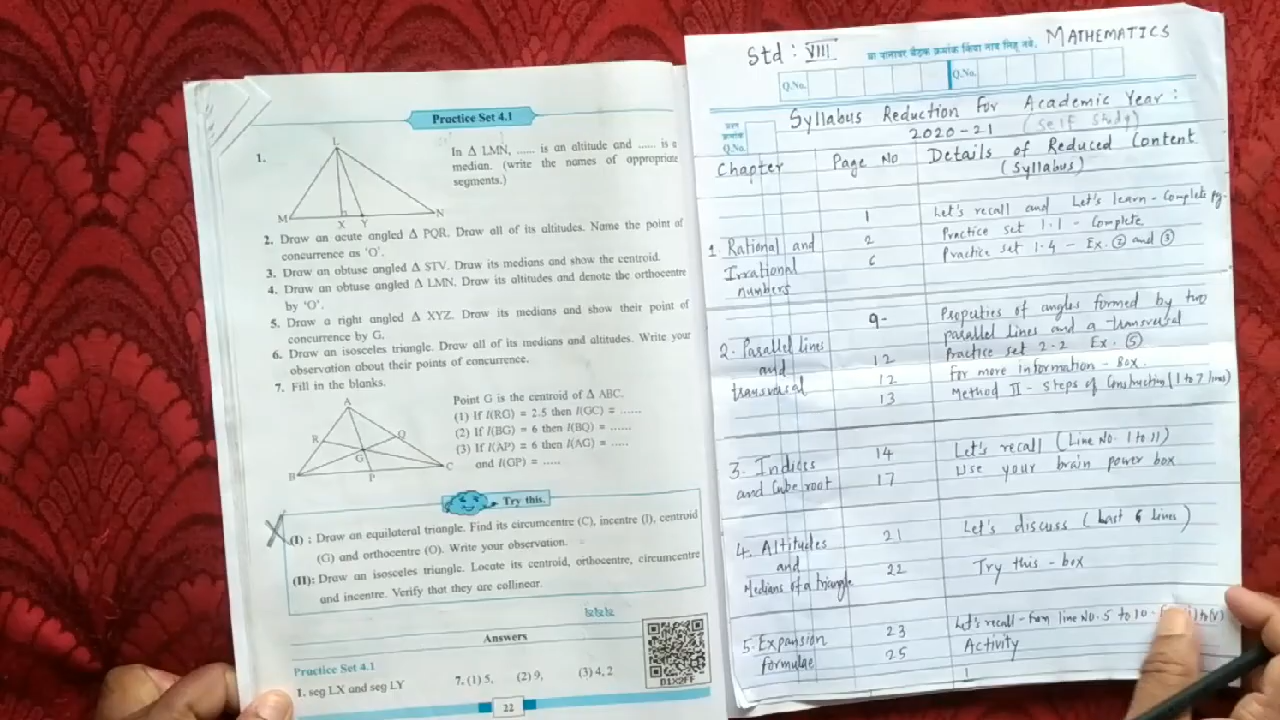 Practice Set 4.1
1.
L
M
X
Y
N
In Δ LMN, ...... is an altitude and ...... is a
median. (write the names of appropriate
segments.)
2. Draw an acute angled Δ PQR. Draw all of its altitudes. Name the point of
concurrence as 'O'.
3. Draw an obtuse angled Δ STV. Draw its medians and show the centroid.
4. Draw an obtuse angled Δ LMN. Draw its altitudes and denote the orthocentre
by 'O'.
5. Draw a right angled Δ XYZ. Draw its medians and show their point of
concurrence by G.
6. Draw an isosceles triangle. Draw all of its medians and altitudes. Write your
observation about their points of concurrence.
7. Fill in the blanks.
A
R
Q
G
B
P
C
Point G is the centroid of Δ ABC.
(1) If l(RG) = 2.5 then l(GC) = ......
(2) If l(BG) = 6 then l(BQ) = ......
(3) If l(AP) = 6 then l(AG) = .....
and l(GP) = .....
Try this.
(I) : Draw an equilateral triangle. Find its circumcentre (C), incentre (I), centroid
(G) and orthocentre (O). Write your observation.
(II): Draw an isosceles triangle. Locate its centroid, orthocentre, circumcentre
and incentre. Verify that they are collinear.
Answers
Practice Set 4.1
1. seg LX and seg LY 7. (1) 5, (2) 9, (3) 4, 2
22
D1X2FF
Std : VIII
या पानावर बैठक क्रमांक किंवा नाव लिहू नये.
MATHEMATICS
Q.No. Q.No.
प्रश्न
क्रमांक
Q.No.
Syllabus Reduction For Academic Year :
2020-21 (Self Study)
Chapter Page No Details of Reduced Content
(Syllabus)
1 Let's recall and Let's learn - Complete pg-
1 Rational and 2 Practice set 1.1 - Complete
Irrational 6 Practice set 1.4 - Ex. ② and ③
numbers
9- Properties of angles formed by two
2. Parallel lines parallel lines and a transversal
and 12 Practice set 2.2 Ex. ⑤
transversal 12 For more information - Box
13 Method II - Steps of Construction (1 to 7 lines)
14 Let's recall (Line No. 1 to 11)
3. Indices 17 Use your brain power box
and Cube root
21 Let's discuss (Last 6 lines)
4. Altitudes
and 22 Try this - box
Medians of a triangle
23 Let's recall - from line No. 5 to 10 -
5. Expansion 25 Activity
formulae